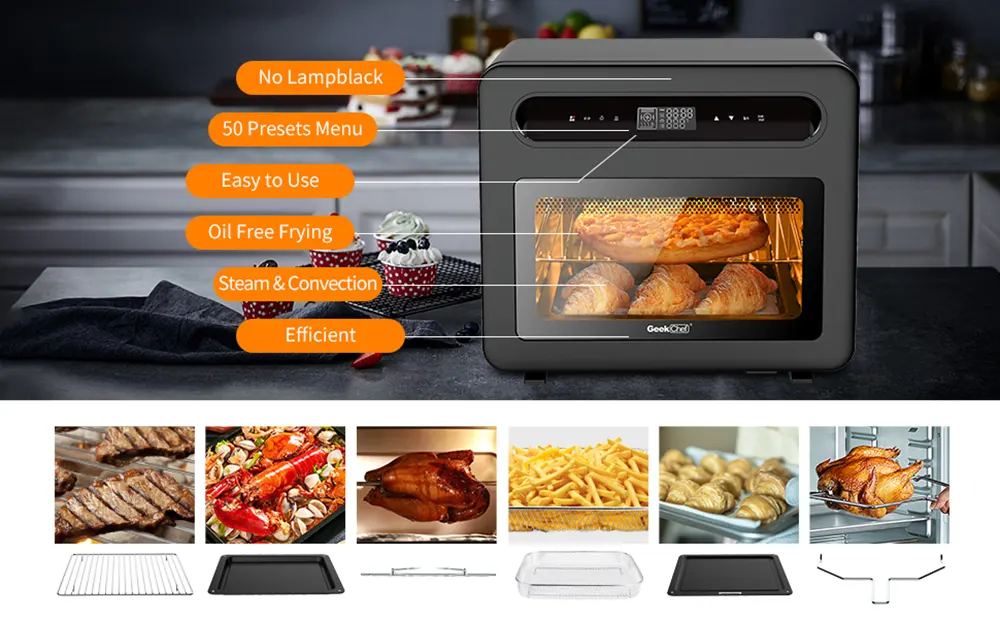 No Lampblack
50 Presets Menu
Easy to Use
Oil Free Frying
Steam & Convection
Efficient
GeekChef